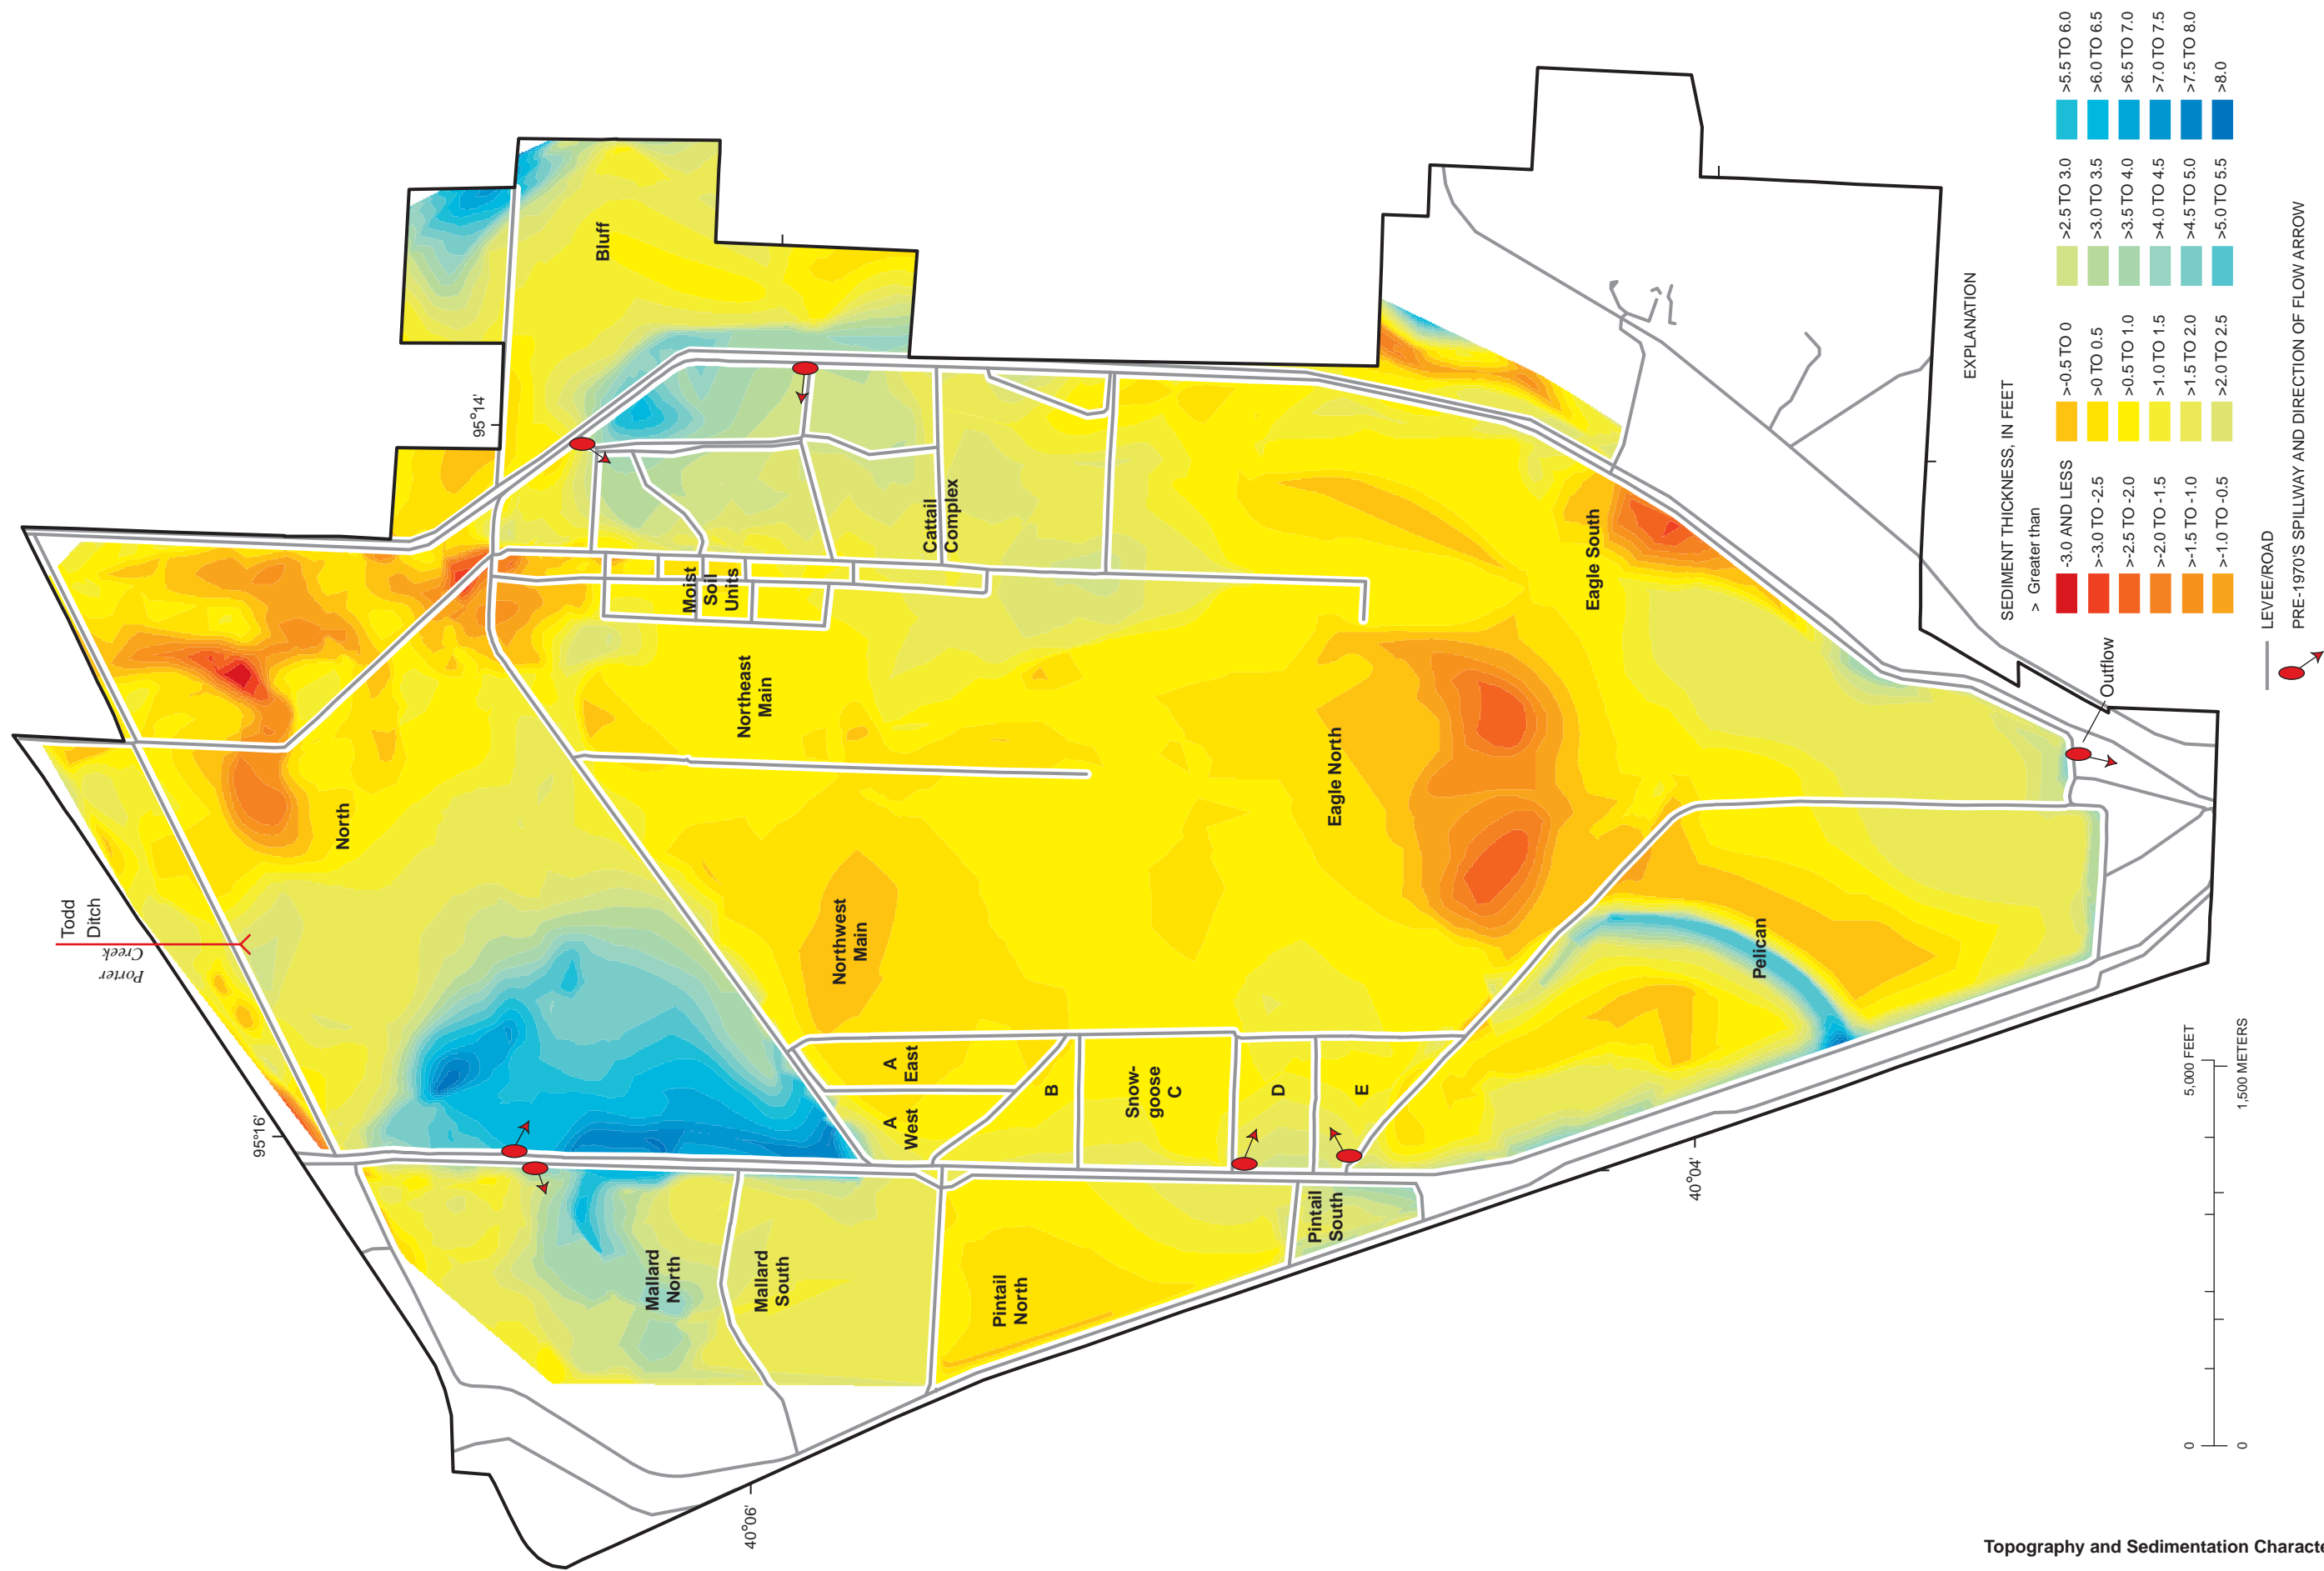 Todd
Ditch
Porter
Creek
North
Bluff
95°14'
95°16'
Moist
Soil
Units
Cattail
Complex
Northeast
Main
Northwest
Main
Eagle North
Eagle South
Pelican
A
East
A
West
B
Snow-
goose
C
D
E
Mallard
North
Mallard
South
Pintail
North
Pintail
South
Outflow
40°06'
40°04'
0
5,000 FEET
0
1,500 METERS
EXPLANATION
SEDIMENT THICKNESS, IN FEET
> Greater than
-3.0 AND LESS
>-3.0 TO -2.5
>-2.5 TO -2.0
>-2.0 TO -1.5
>-1.5 TO -1.0
>-1.0 TO -0.5
>-0.5 TO 0
>0 TO 0.5
>0.5 TO 1.0
>1.0 TO 1.5
>1.5 TO 2.0
>2.0 TO 2.5
>2.5 TO 3.0
>3.0 TO 3.5
>3.5 TO 4.0
>4.0 TO 4.5
>4.5 TO 5.0
>5.0 TO 5.5
>5.5 TO 6.0
>6.0 TO 6.5
>6.5 TO 7.0
>7.0 TO 7.5
>7.5 TO 8.0
>8.0
LEVEE/ROAD
PRE-1970'S SPILLWAY AND DIRECTION OF FLOW ARROW
Topography and Sedimentation Characte